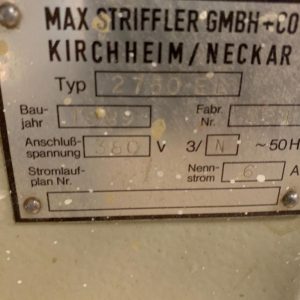 MAX STRIFFLER GMBH+CO
KIRCHHEIM/NECKAR
Typ
Bau-
jahr
Fabr.
Nr.
Anschluß-
spannung 380 V 3/N ~50H
Stromlauf-
plan Nr.
Nenn-
strom 6 A